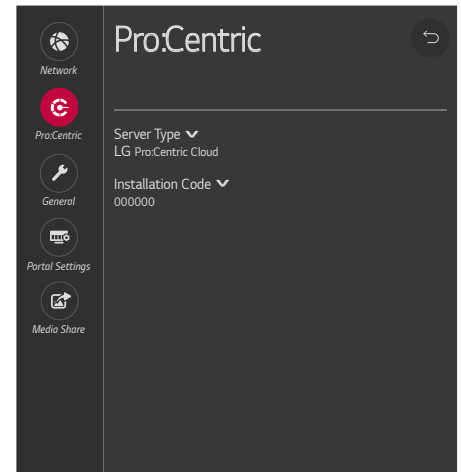 Pro:Centric
Network
Pro:Centric
General
Portal Settings
Media Share
Server Type
LG Pro:Centric Cloud
Installation Code
000000